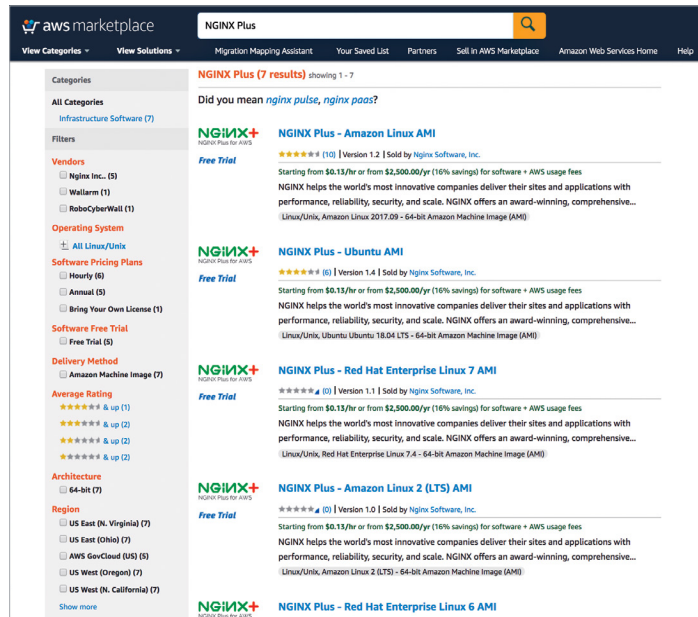 aws marketplace
NGINX Plus
View Categories
View Solutions
Migration Mapping Assistant
Your Saved List
Partners
Sell in AWS Marketplace
Amazon Web Services Home
Help
Categories
All Categories
Infrastructure Software (7)
Filters
Vendors
Nginx Inc.. (5)
Wallarm (1)
RoboCyberWall (1)
Operating System
All Linux/Unix
Software Pricing Plans
Hourly (6)
Annual (5)
Bring Your Own License (1)
Software Free Trial
Free Trial (5)
Delivery Method
Amazon Machine Image (7)
Average Rating
& up (1)
& up (2)
& up (2)
& up (2)
Architecture
64-bit (7)
Region
US East (N. Virginia) (7)
US East (Ohio) (7)
AWS GovCloud (US) (5)
US West (Oregon) (7)
US West (N. California) (7)
Show more
NGINX Plus (7 results) showing 1 - 7
Did you mean nginx pulse, nginx paas?
NGINX+
NGINX Plus for AWS
Free Trial
NGINX Plus - Amazon Linux AMI
(10) | Version 1.2 | Sold by Nginx Software, Inc.
Starting from $0.13/hr or from $2,500.00/yr (16% savings) for software + AWS usage fees
NGINX helps the world's most innovative companies deliver their sites and applications with
performance, reliability, security, and scale. NGINX offers an award-winning, comprehensive...
Linux/Unix, Amazon Linux 2017.09 - 64-bit Amazon Machine Image (AMI)
NGINX+
NGINX Plus for AWS
Free Trial
NGINX Plus - Ubuntu AMI
(6) | Version 1.4 | Sold by Nginx Software, Inc.
Starting from $0.13/hr or from $2,500.00/yr (16% savings) for software + AWS usage fees
NGINX helps the world's most innovative companies deliver their sites and applications with
performance, reliability, security, and scale. NGINX offers an award-winning, comprehensive...
Linux/Unix, Ubuntu Ubuntu 18.04 LTS - 64-bit Amazon Machine Image (AMI)
NGINX+
NGINX Plus for AWS
Free Trial
NGINX Plus - Red Hat Enterprise Linux 7 AMI
(0) | Version 1.1 | Sold by Nginx Software, Inc.
Starting from $0.13/hr or from $2,500.00/yr (16% savings) for software + AWS usage fees
NGINX helps the world's most innovative companies deliver their sites and applications with
performance, reliability, security, and scale. NGINX offers an award-winning, comprehensive...
Linux/Unix, Red Hat Enterprise Linux 7.4 - 64-bit Amazon Machine Image (AMI)
NGINX+
NGINX Plus for AWS
Free Trial
NGINX Plus - Amazon Linux 2 (LTS) AMI
(0) | Version 1.0 | Sold by Nginx Software, Inc.
Starting from $0.13/hr or from $2,500.00/yr (16% savings) for software + AWS usage fees
NGINX helps the world's most innovative companies deliver their sites and applications with
performance, reliability, security, and scale. NGINX offers an award-winning, comprehensive...
Linux/Unix, Amazon Linux 2 (LTS) - 64-bit Amazon Machine Image (AMI)
NGINX+
NGINX Plus - Red Hat Enterprise Linux 6 AMI